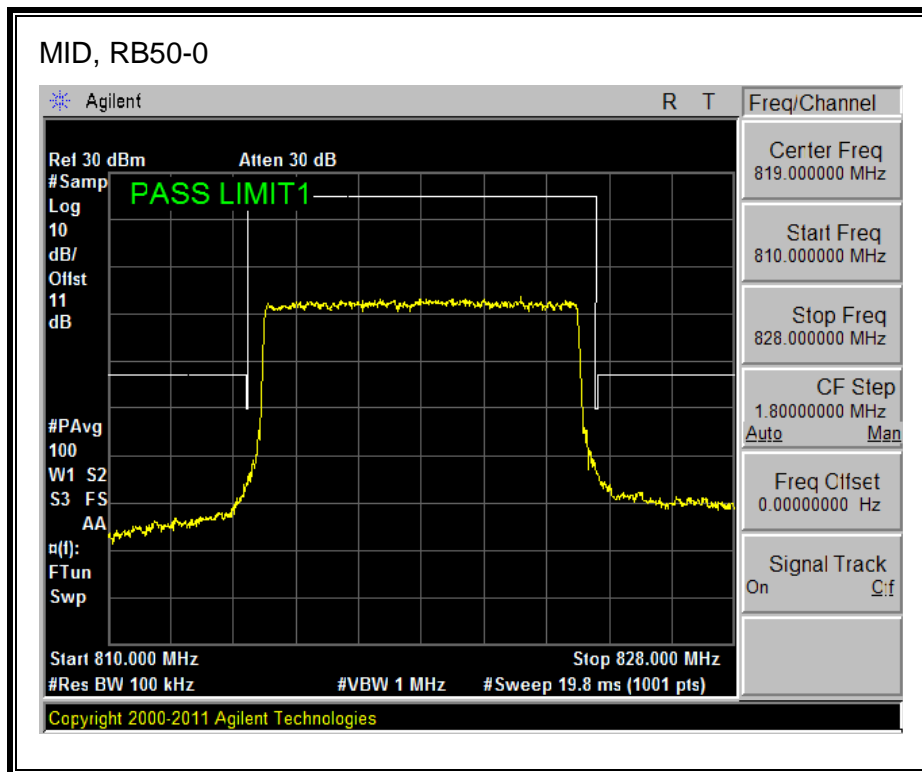 MID, RB50-0
Agilent R T
Freq/Channel
Ref 30 dBm Atten 30 dB
#Samp
Log
10
dB/
Offst
11
dB
PASS LIMIT1
#PAvg
100
W1 S2
S3 FS
AA
¤(f):
FTun
Swp
Start 810.000 MHz Stop 828.000 MHz
#Res BW 100 kHz #VBW 1 MHz #Sweep 19.8 ms (1001 pts)
Copyright 2000-2011 Agilent Technologies
Center Freq
819.000000 MHz
Start Freq
810.000000 MHz
Stop Freq
828.000000 MHz
CF Step
1.80000000 MHz
Auto Man
Freq Offset
0.00000000 Hz
Signal Track
On Off